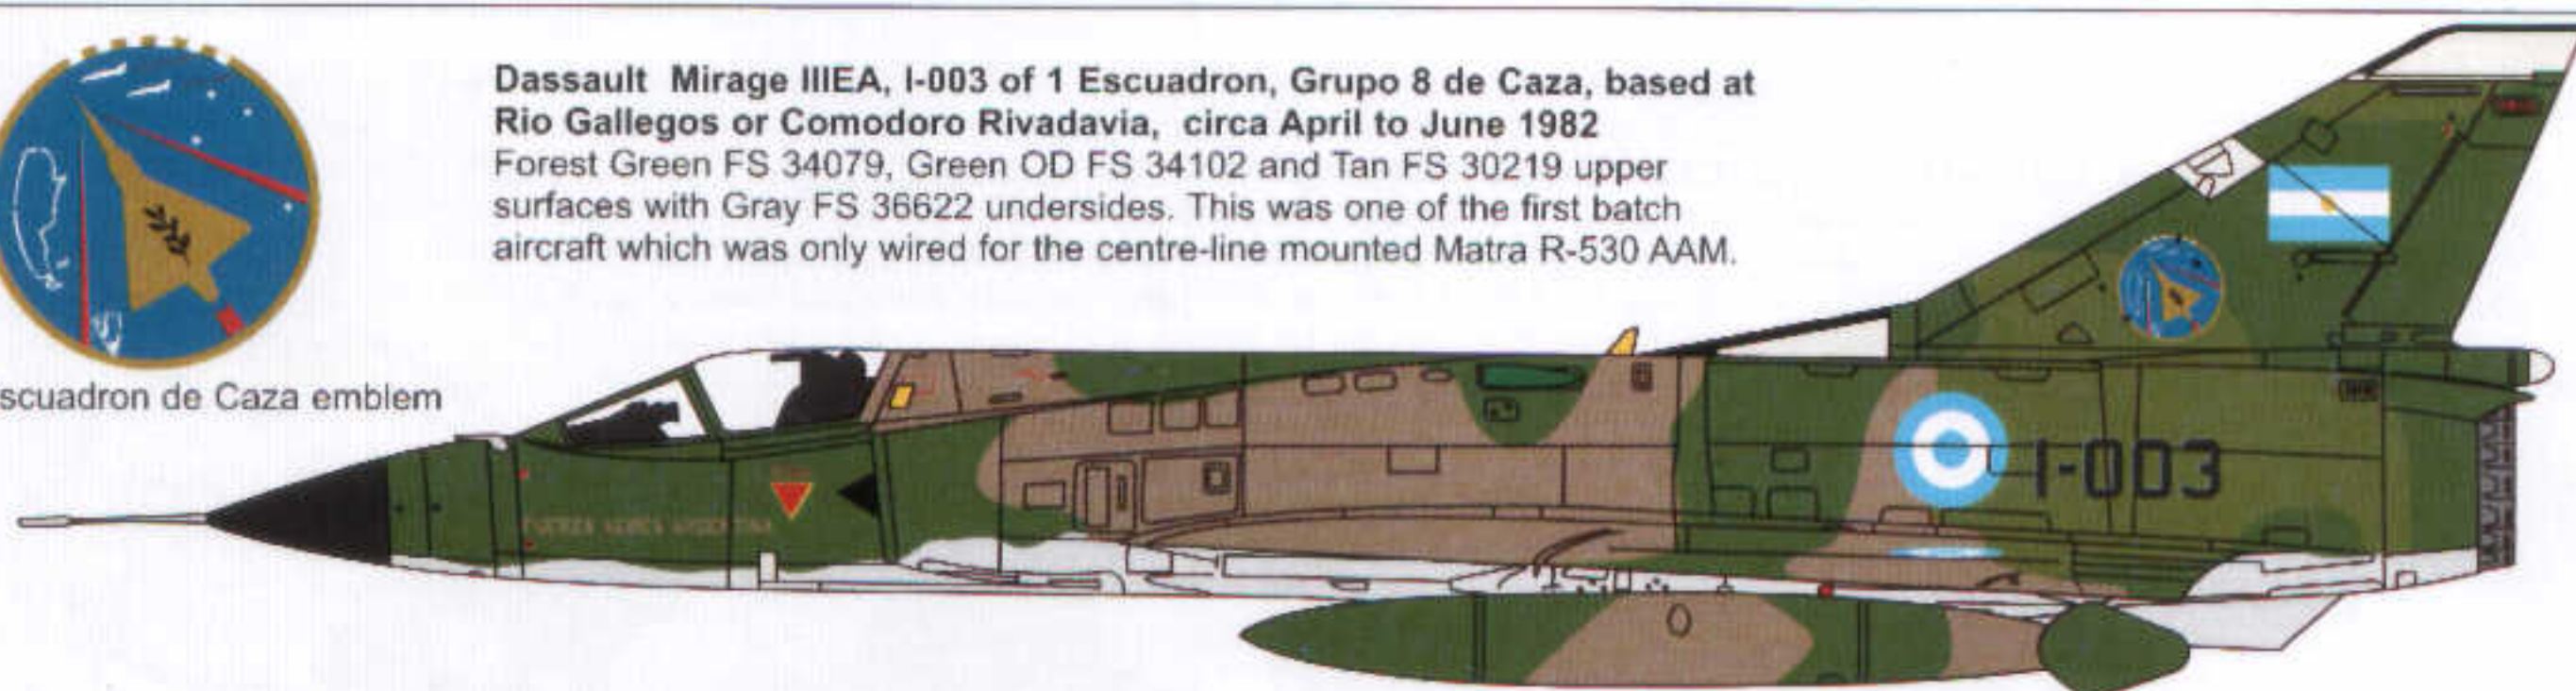 Dassault Mirage IIIEA, I-003 of 1 Escuadron, Grupo 8 de Caza, based at
Rio Gallegos or Comodoro Rivadavia, circa April to June 1982
Forest Green FS 34079, Green OD FS 34102 and Tan FS 30219 upper
surfaces with Gray FS 36622 undersides. This was one of the first batch
aircraft which was only wired for the centre-line mounted Matra R-530 AAM.
scuadron de Caza emblem
I-003
FUERZA AEREA ARGENTINA